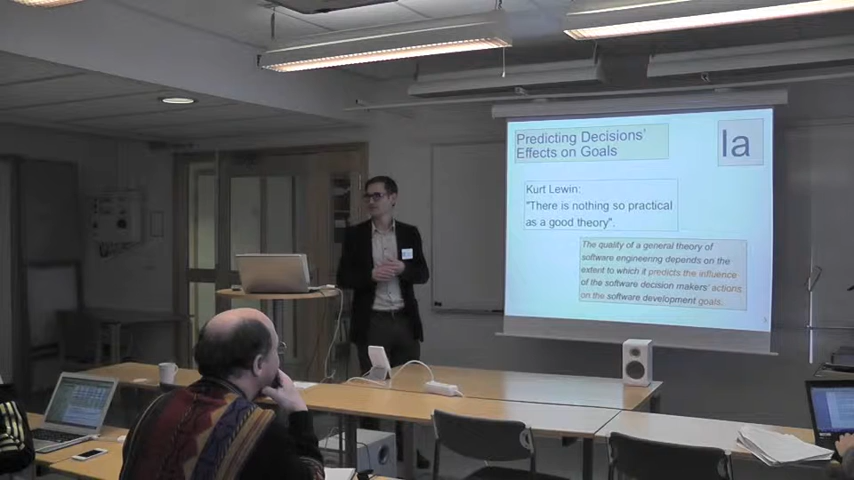 Predicting Decisions'
Effects on Goals
Ia
Kurt Lewin:
"There is nothing so practical
as a good theory".
The quality of a general theory of
software engineering depends on the
extent to which it predicts the influence
of the software decision makers' actions
on the software development goals.